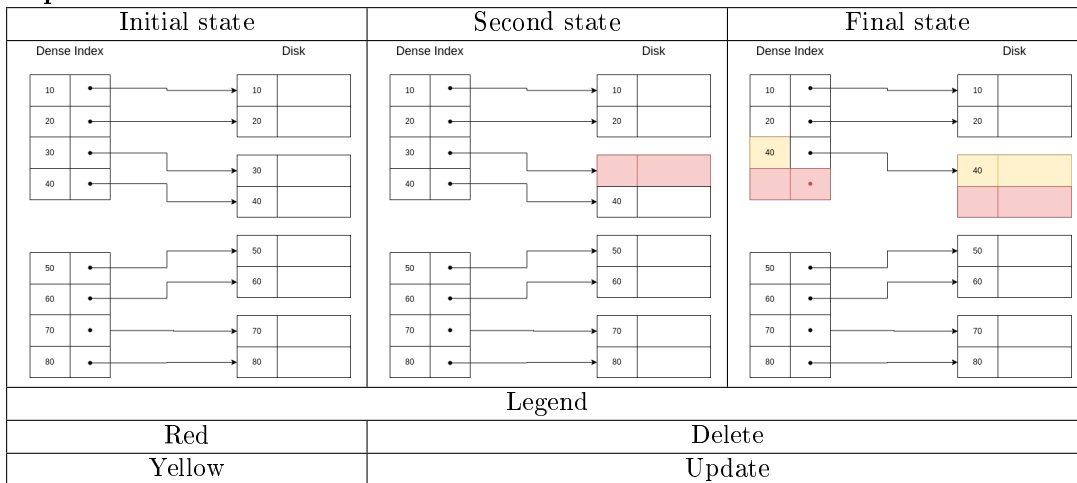 Initial state Second state Final state
Dense Index Disk Dense Index Disk Dense Index Disk
10 10 10 10 10 10
20 20 20 20 20 20
30 30 30 40 40
40 40 40 40
50 50 50 50 50 50
60 60 60 60 60 60
70 70 70 70 70 70
80 80 80 80 80 80
Legend
Red Delete
Yellow Update